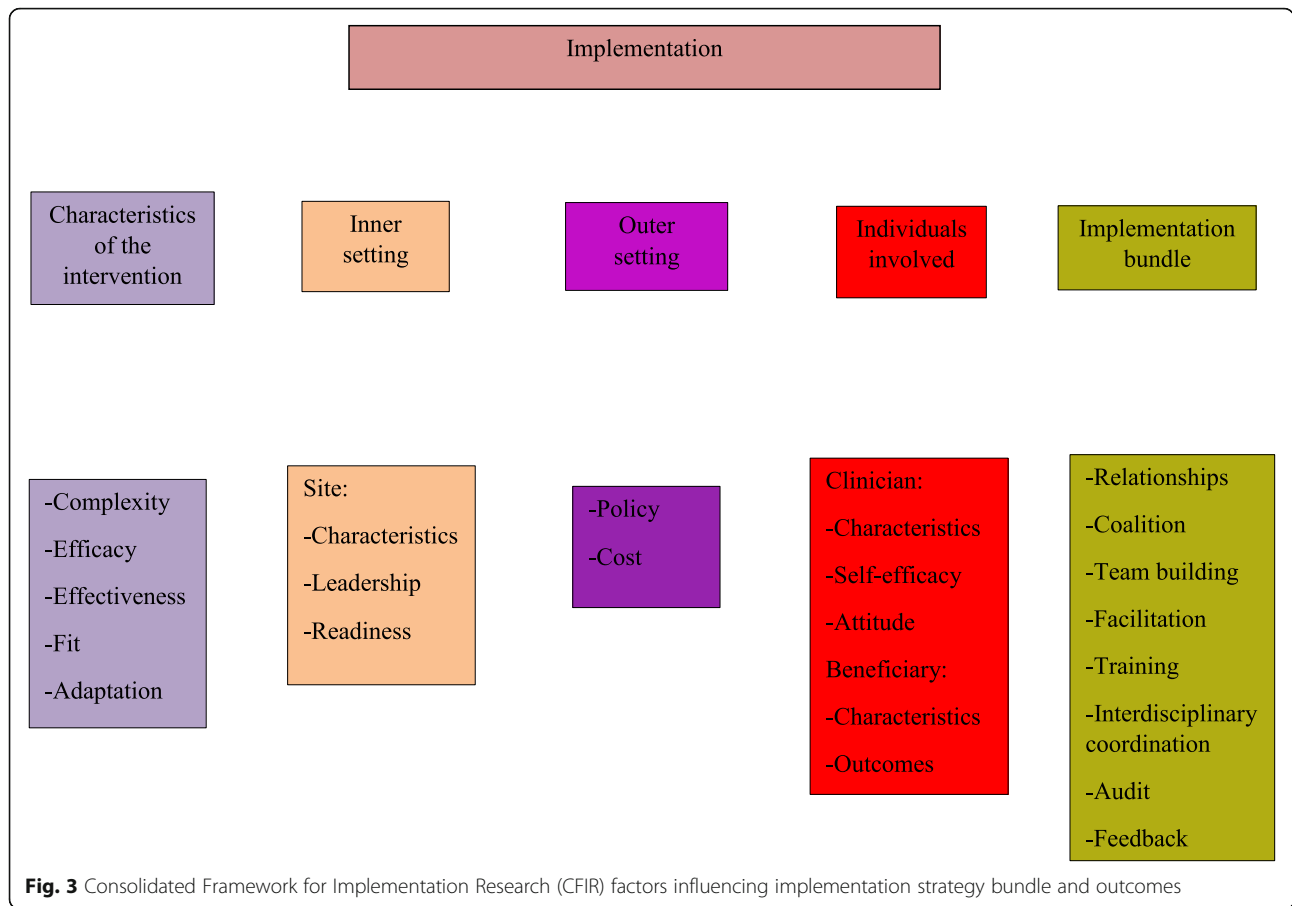 Implementation
Characteristics
of the
intervention
Inner
setting
Outer
setting
Individuals
involved
Implementation
bundle
-Complexity
-Efficacy
-Effectiveness
-Fit
-Adaptation
Site:
-Characteristics
-Leadership
-Readiness
-Policy
-Cost
Clinician:
-Characteristics
-Self-efficacy
-Attitude
Beneficiary:
-Characteristics
-Outcomes
-Relationships
-Coalition
-Team building
-Facilitation
-Training
-Interdisciplinary
coordination
-Audit
-Feedback
Fig. 3 Consolidated Framework for Implementation Research (CFIR) factors influencing implementation strategy bundle and outcomes